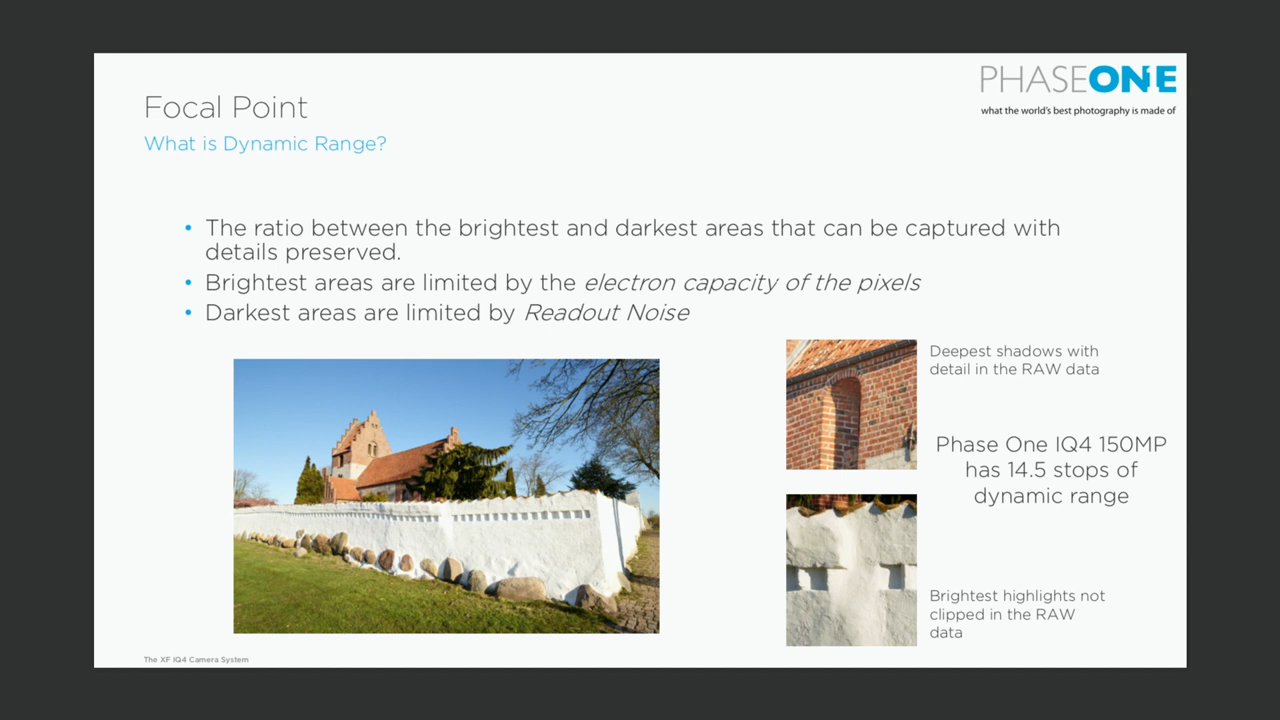 PHASEONE
what the world's best photography is made of
Focal Point
What is Dynamic Range?
• The ratio between the brightest and darkest areas that can be captured with
details preserved.
• Brightest areas are limited by the electron capacity of the pixels
• Darkest areas are limited by Readout Noise
Deepest shadows with
detail in the RAW data
Phase One IQ4 150MP
has 14.5 stops of
dynamic range
Brightest highlights not
clipped in the RAW
data
The XF IQ4 Camera System